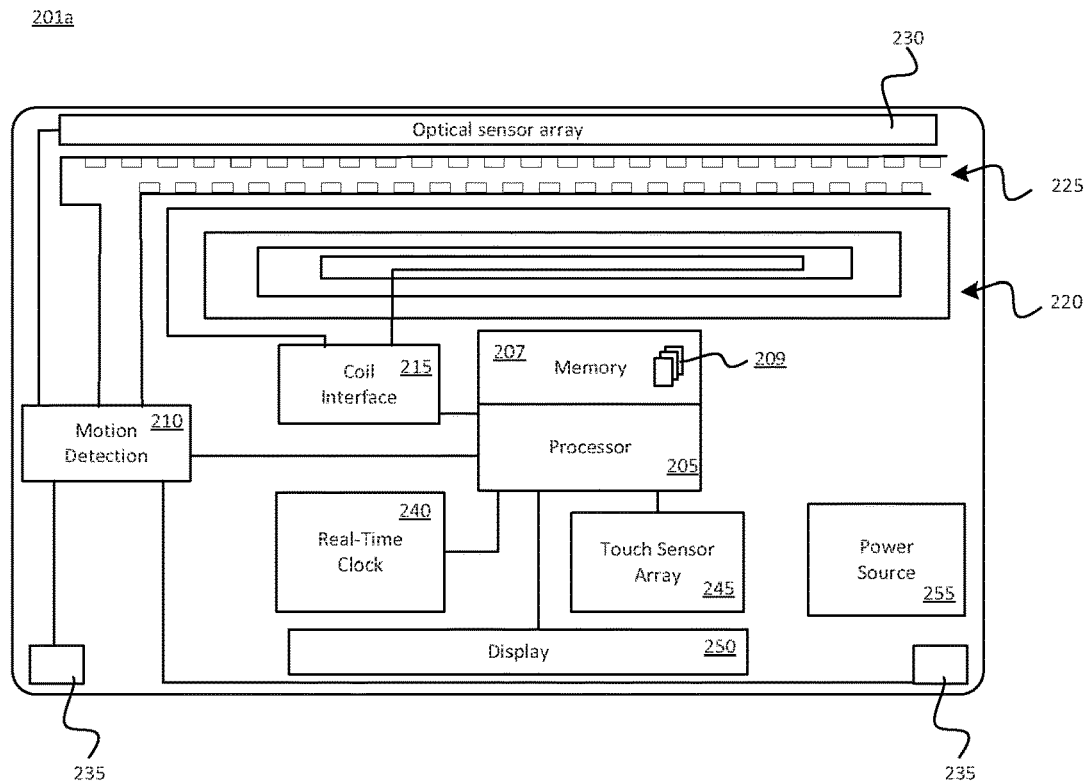 201a
230
Optical sensor array
225
220
215
Coil
Interface
207
Memory
209
210
Motion
Detection
Processor
205
240
Real-Time
Clock
Touch Sensor
Array
245
Power
Source
255
Display
250
235
235